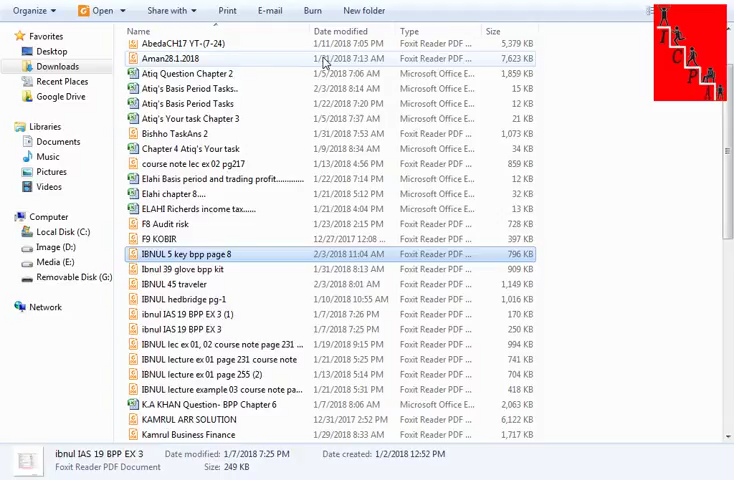 Organize Open Share with Print E-mail Burn New folder
Favorites
Desktop
Downloads
Recent Places
Google Drive
Libraries
Documents
Music
Pictures
Videos
Computer
Local Disk (C:)
Image (D:)
Media (E:)
Removable Disk (G:)
Network
Name Date modified Type Size
AbedaCH17 YT-(7-24) 1/11/2018 7:05 PM Foxit Reader PDF ... 5,379 KB
Aman28.1.2018 7:13 AM Foxit Reader PDF ... 7,623 KB
Atiq Question Chapter 2 1/5/2018 7:06 AM Microsoft Office E... 1,859 KB
Atiq's Basis Period Tasks.. 2/3/2018 8:14 AM Microsoft Office E... 15 KB
Atiq's Basis Period Tasks 1/22/2018 7:20 PM Microsoft Office E... 12 KB
Atiq's Your task Chapter 3 1/5/2018 7:37 AM Microsoft Office E... 21 KB
Bishho TaskAns 2 1/31/2018 7:53 AM Foxit Reader PDF ... 1,073 KB
Chapter 4 Atiq's Your task 1/9/2018 8:34 AM Microsoft Office E... 34 KB
course note lec ex 02 pg217 1/13/2018 4:56 PM Foxit Reader PDF ... 859 KB
Elahi Basis period and trading profit............. 1/22/2018 7:14 PM Microsoft Office E... 12 KB
Elahi chapter 8.... 1/21/2018 5:12 PM Microsoft Office E... 32 KB
ELAHI Richerds income tax...... 1/21/2018 4:04 PM Microsoft Office E... 13 KB
F8 Audit risk 1/23/2018 2:15 PM Foxit Reader PDF ... 728 KB
F9 KOBIR 12/27/2017 12:08 ... Foxit Reader PDF ... 397 KB
IBNUL 5 key bpp page 8 2/3/2018 11:04 AM Foxit Reader PDF ... 796 KB
Ibnul 39 glove bpp kit 1/31/2018 8:13 AM Foxit Reader PDF ... 909 KB
IBNUL 45 traveler 2/3/2018 8:01 AM Foxit Reader PDF ... 1,149 KB
IBNUL hedbridge pg-1 1/10/2018 10:55 AM Foxit Reader PDF ... 1,016 KB
ibnul IAS 19 BPP EX 3 (1) 1/7/2018 7:26 PM Foxit Reader PDF ... 170 KB
ibnul IAS 19 BPP EX 3 1/7/2018 7:25 PM Foxit Reader PDF ... 250 KB
IBNUL lec ex 01, 02 course note page 231 ... 1/19/2018 9:15 PM Foxit Reader PDF ... 994 KB
IBNUL lecture ex 01 page 231 course note 1/21/2018 5:25 PM Foxit Reader PDF ... 741 KB
IBNUL lecture ex 01 page 255 (2) 1/13/2018 5:14 PM Foxit Reader PDF ... 704 KB
IBNUL lecture example 03 course note pa... 1/21/2018 5:31 PM Foxit Reader PDF ... 418 KB
K.A KHAN Question- BPP Chapter 6 1/7/2018 8:06 AM Microsoft Office E... 2,063 KB
KAMRUL ARR SOLUTION 12/31/2017 2:52 PM Foxit Reader PDF ... 6,122 KB
Kamrul Business Finance 1/29/2018 8:33 AM Foxit Reader PDF ... 1,717 KB
ibnul IAS 19 BPP EX 3 Date modified: 1/7/2018 7:25 PM Date created: 1/2/2018 12:52 PM
Foxit Reader PDF Document Size: 249 KB
I
C
P
A